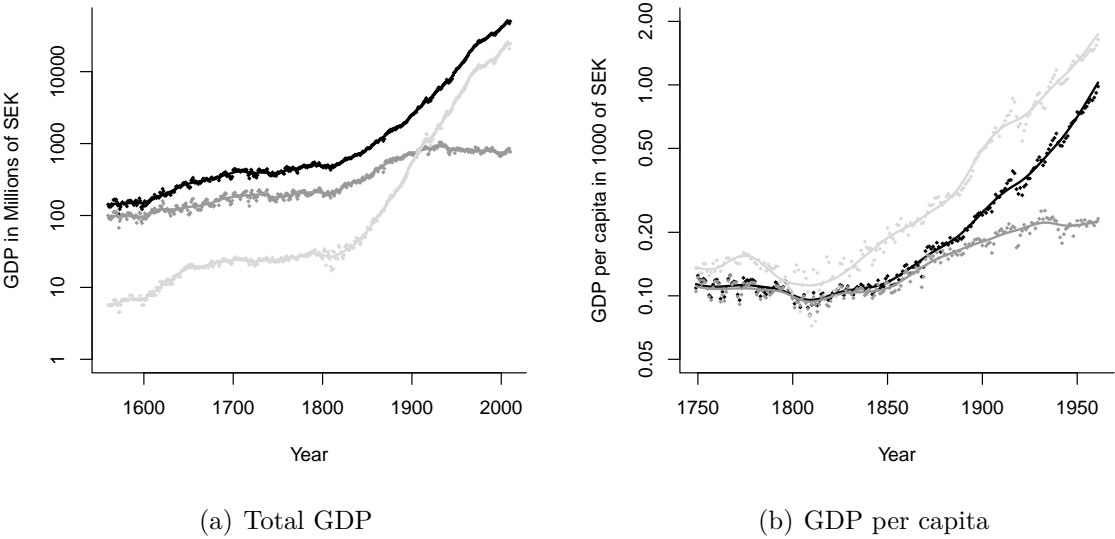 GDP in Millions of SEK
10000
1000
100
10
1
1600 1700 1800 1900 2000
Year
(a) Total GDP
GDP per capita in 1000 of SEK
2.00
1.00
0.50
0.20
0.10
0.05
1750 1800 1850 1900 1950
Year
(b) GDP per capita